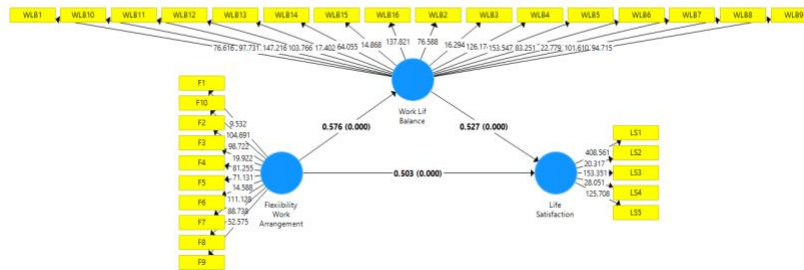 WLB1 WLB10 WLB11 WLB12 WLB13 WLB14 WLB15 WLB16 WLB2 WLB3 WLB4 WLB5 WLB6 WLB7 WLB8 WLB9
76.616 97.731 147.216 103.766 17.402 64.055 14.868 137.821 76.588 16.294 126.17 153.547 83.251 22.779 101.610 94.715
Work Lif
Balance
F1
F10
F2
F3
F4
F5
F6
F7
F8
F9
9.532
104.691
98.722
19.922
81.255
71.131
14.588
111.128
88.738
52.575
Flexiibility
Work
Arrangement
0.576 (0.000)
0.527 (0.000)
0.503 (0.000)
Life
Satisfaction
408.561
20.317
153.351
28.051
125.708
LS1
LS2
LS3
LS4
LS5